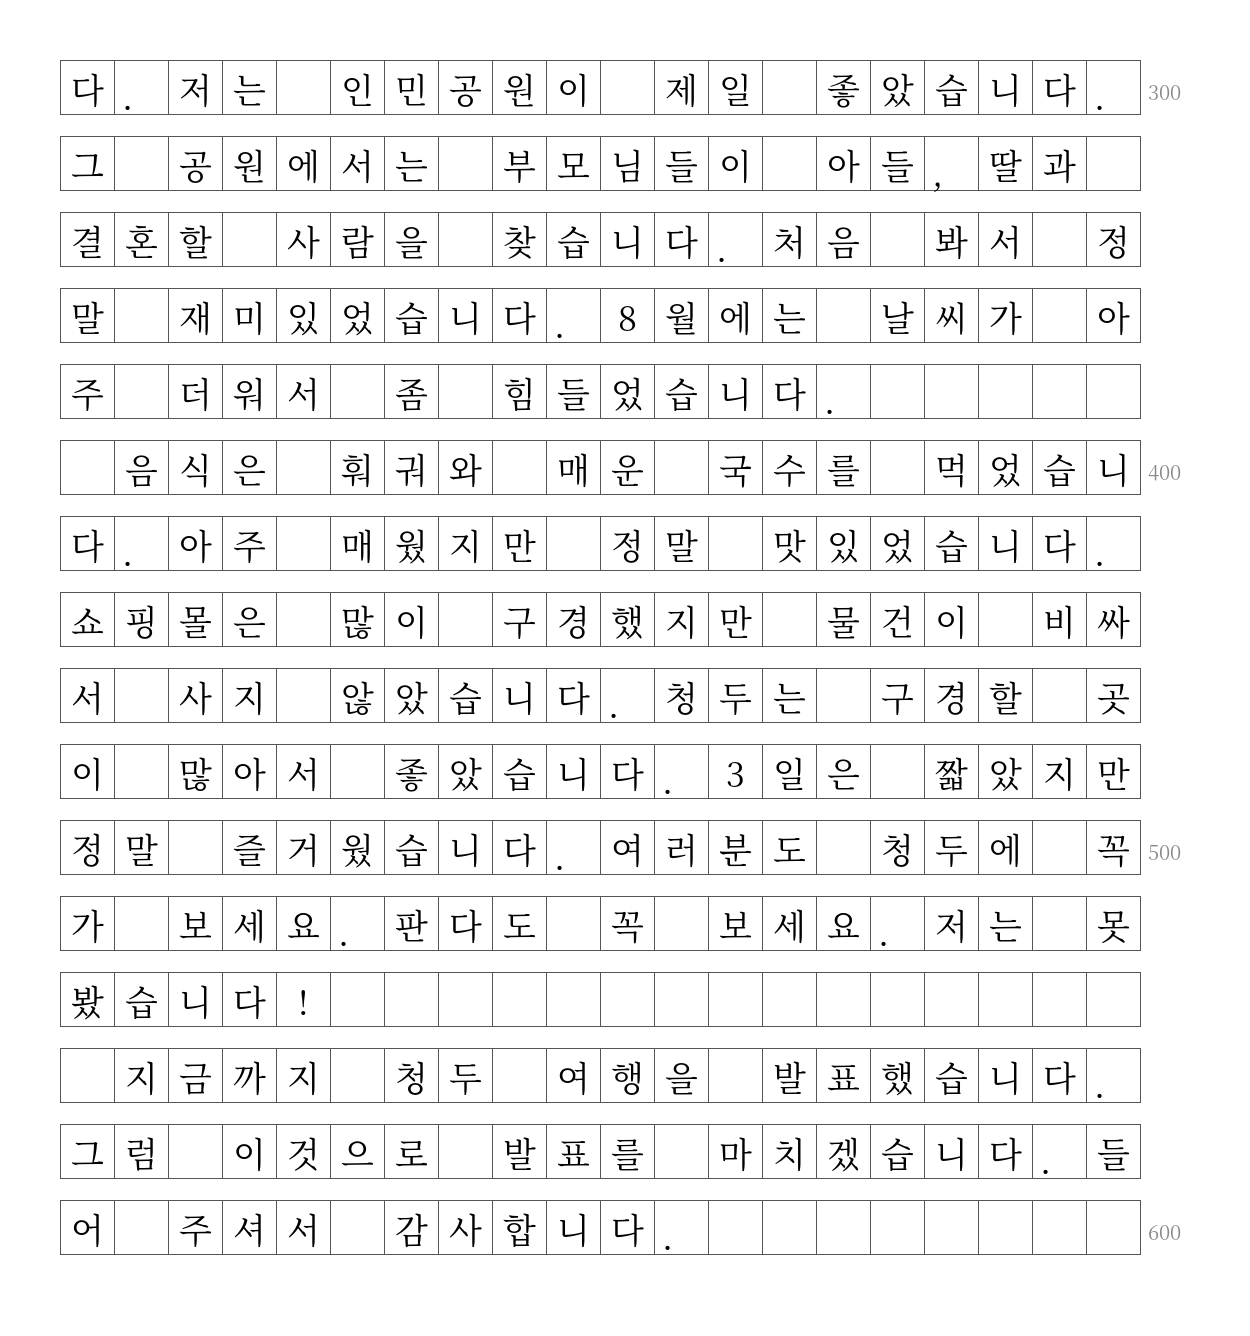 다. 저는 인민공원이 제일 좋았습니다. 300
그 공원에서는 부모님들이 아들, 딸과
결혼할 사람을 찾습니다. 처음 봐서 정
말 재미있었습니다. 8월에는 날씨가 아
주 더워서 좀 힘들었습니다.
음식은 훠궈와 매운 국수를 먹었습니 400
다. 아주 매웠지만 정말 맛있었습니다.
쇼핑몰은 많이 구경했지만 물건이 비싸
서 사지 않았습니다. 청두는 구경할 곳
이 많아서 좋았습니다. 3일은 짧았지만
정말 즐거웠습니다. 여러분도 청두에 꼭 500
가 보세요. 판다도 꼭 보세요. 저는 못
봤습니다!
지금까지 청두 여행을 발표했습니다.
그럼 이것으로 발표를 마치겠습니다. 들
어 주셔서 감사합니다. 600